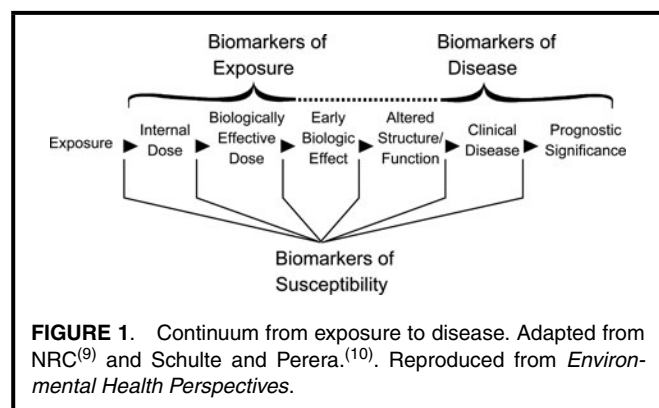 Biomarkers of Exposure
Biomarkers of Disease
Exposure
Internal Dose
Biologically Effective Dose
Early Biologic Effect
Altered Structure/ Function
Clinical Disease
Prognostic Significance
Biomarkers of Susceptibility
FIGURE 1. Continuum from exposure to disease. Adapted from
NRC(9) and Schulte and Perera.(10). Reproduced from Environ-
mental Health Perspectives.